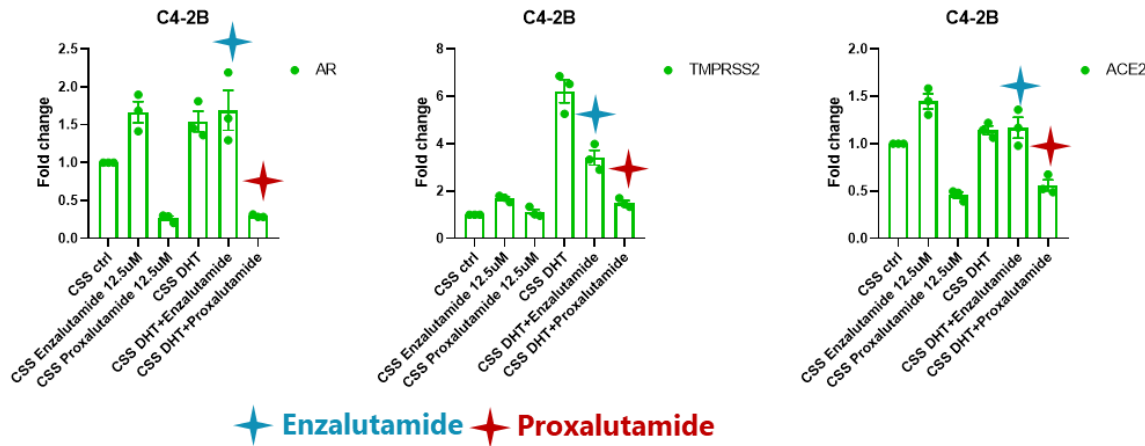 C4-2B
2.5
2.0
1.5
1.0
0.5
0.0
Fold change
AR
CSS ctrl
CSS Enzalutamide 12.5uM
CSS Proxalutamide 12.5uM
CSS DHT
CSS DHT+Enzalutamide
CSS DHT+Proxalutamide
C4-2B
8
6
4
2
0
Fold change
TMPRSS2
CSS ctrl
CSS Enzalutamide 12.5uM
CSS Proxalutamide 12.5uM
CSS DHT
CSS DHT+Enzalutamide
CSS DHT+Proxalutamide
C4-2B
2.0
1.5
1.0
0.5
0.0
Fold change
ACE2
CSS ctrl
CSS Enzalutamide 12.5uM
CSS Proxalutamide 12.5uM
CSS DHT
CSS DHT+Enzalutamide
CSS DHT+Proxalutamide
Enzalutamide Proxalutamide